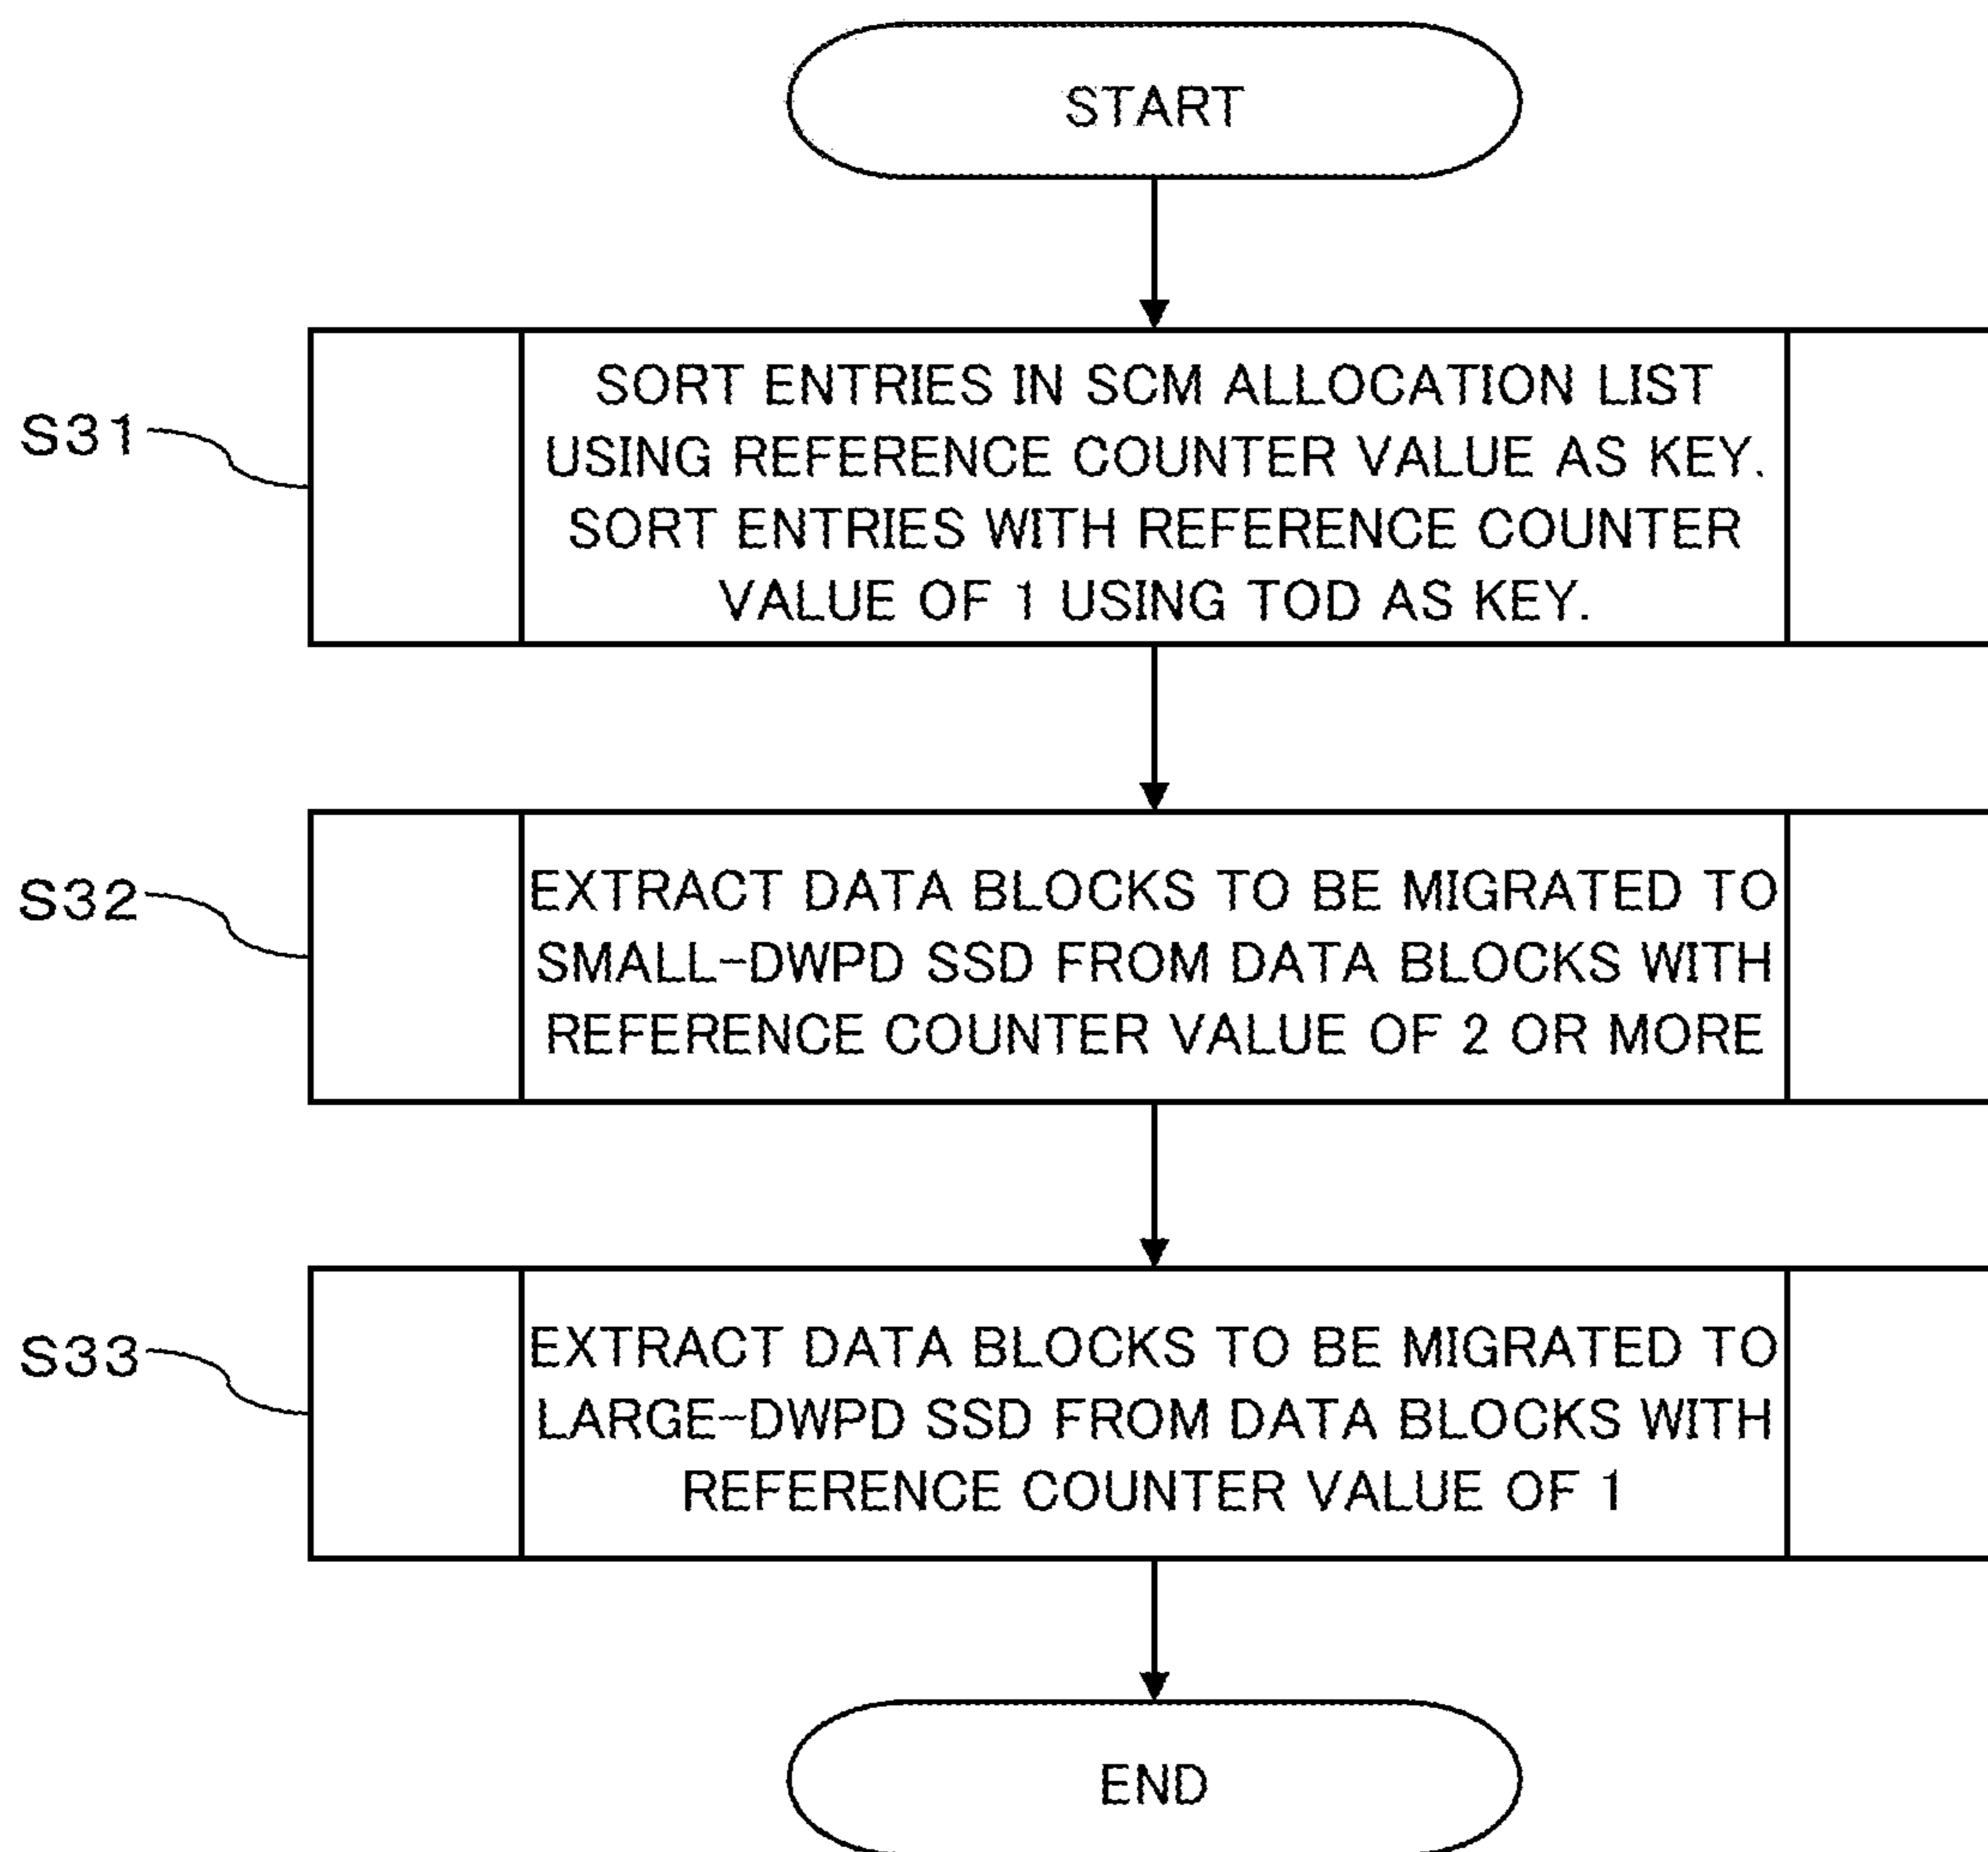 START
S31
SORT ENTRIES IN SCM ALLOCATION LIST
USING REFERENCE COUNTER VALUE AS KEY.
SORT ENTRIES WITH REFERENCE COUNTER
VALUE OF 1 USING TOD AS KEY.
S32
EXTRACT DATA BLOCKS TO BE MIGRATED TO
SMALL-DWPD SSD FROM DATA BLOCKS WITH
REFERENCE COUNTER VALUE OF 2 OR MORE
S33
EXTRACT DATA BLOCKS TO BE MIGRATED TO
LARGE-DWPD SSD FROM DATA BLOCKS WITH
REFERENCE COUNTER VALUE OF 1
END